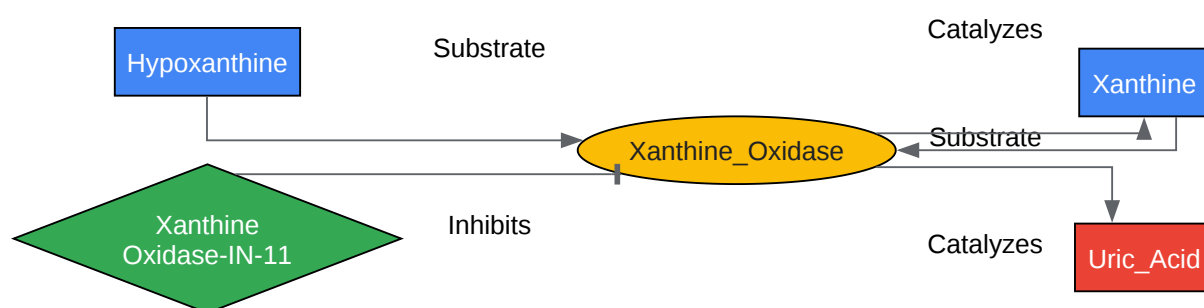 Catalyzes
Substrate
Hypoxanthine
Xanthine
Substrate
Xanthine_Oxidase
Xanthine
Oxidase-IN-11
Inhibits
Catalyzes
Uric_Acid